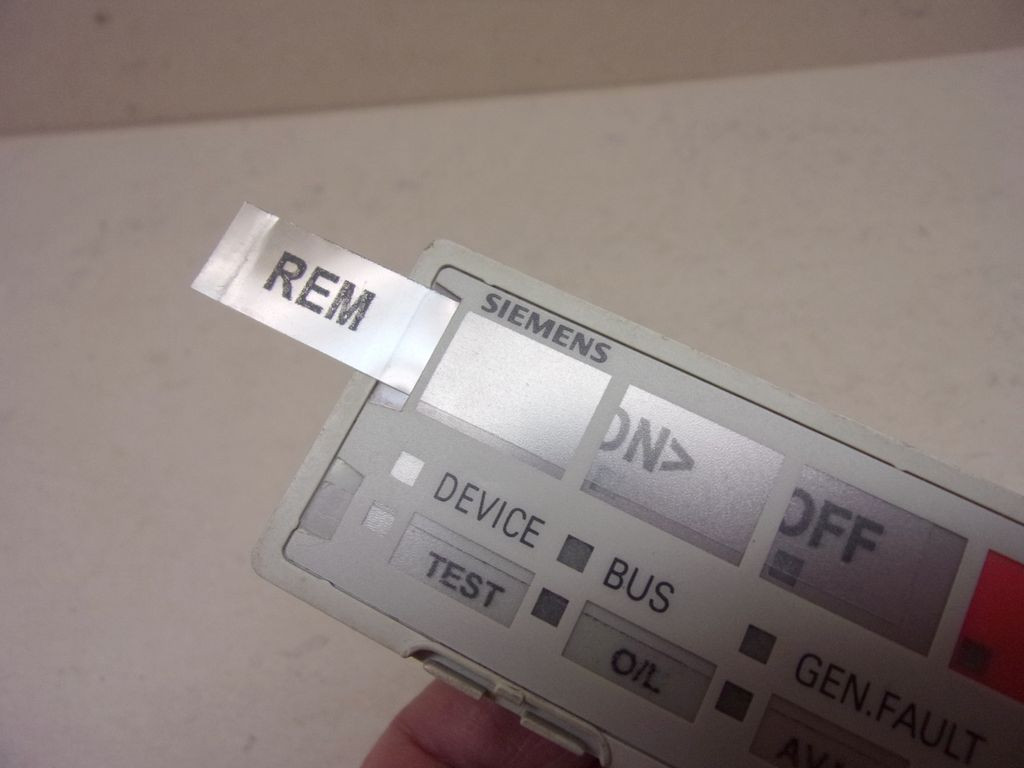 REM
SIEMENS
ON>
OFF
DEVICE
BUS
GEN.FAULT
TEST
O/L